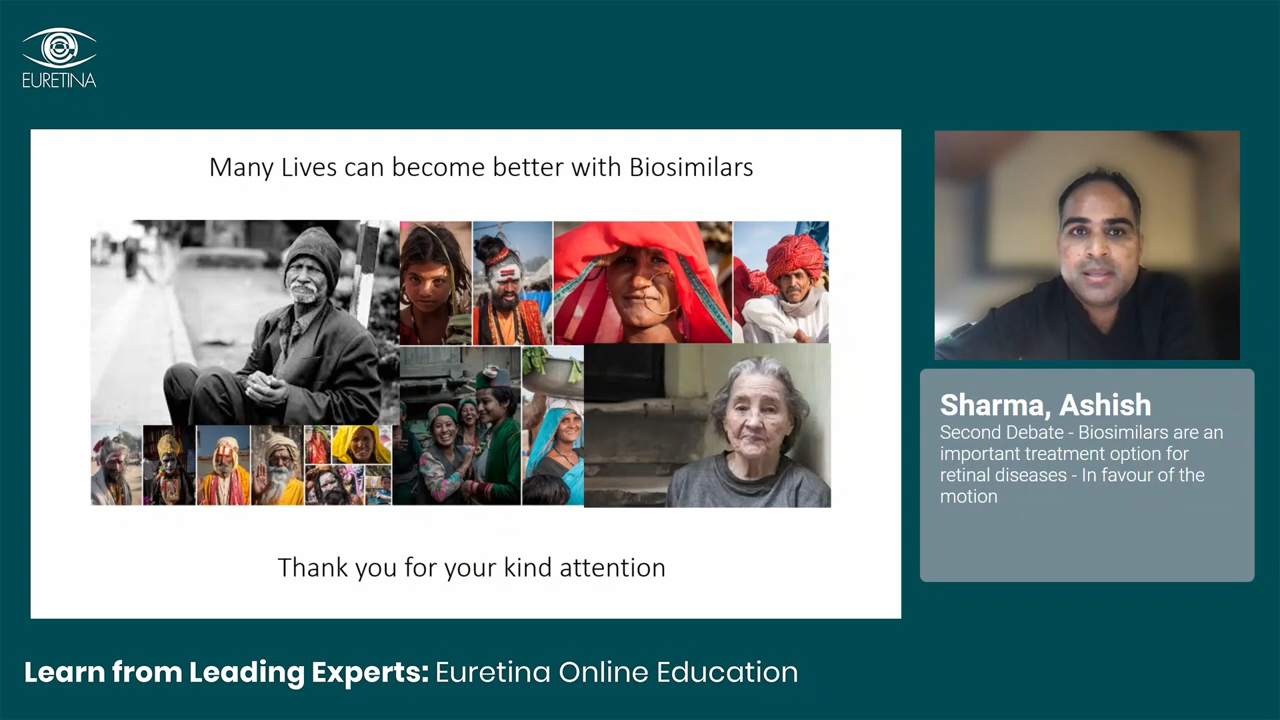 EURETINA
Many Lives can become better with Biosimilars
Thank you for your kind attention
Sharma, Ashish
Second Debate - Biosimilars are an
important treatment option for
retinal diseases - In favour of the
motion
Learn from Leading Experts: Euretina Online Education